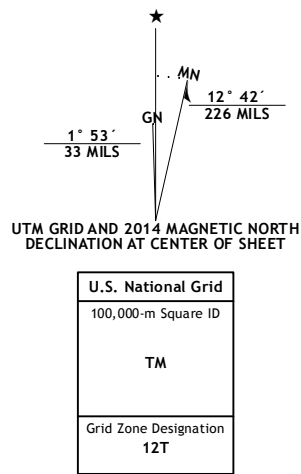 ★
MN
GN
12° 42´
226 MILS
1° 53´
33 MILS
UTM GRID AND 2014 MAGNETIC NORTH
DECLINATION AT CENTER OF SHEET
U.S. National Grid
100,000-m Square ID
TM
Grid Zone Designation
12T